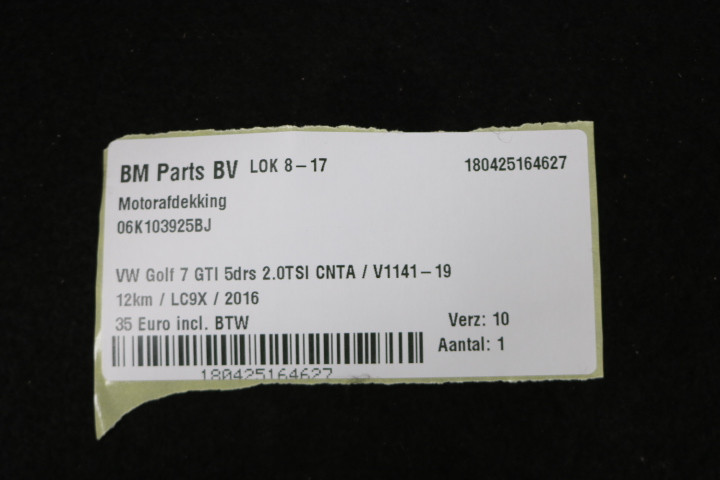 BM Parts BV LOK 8-17 180425164627
Motorafdekking
06K103925BJ
VW Golf 7 GTI 5drs 2.0TSI CNTA / V1141-19
12km / LC9X / 2016
35 Euro incl. BTW Verz: 10
Aantal: 1
180425164627